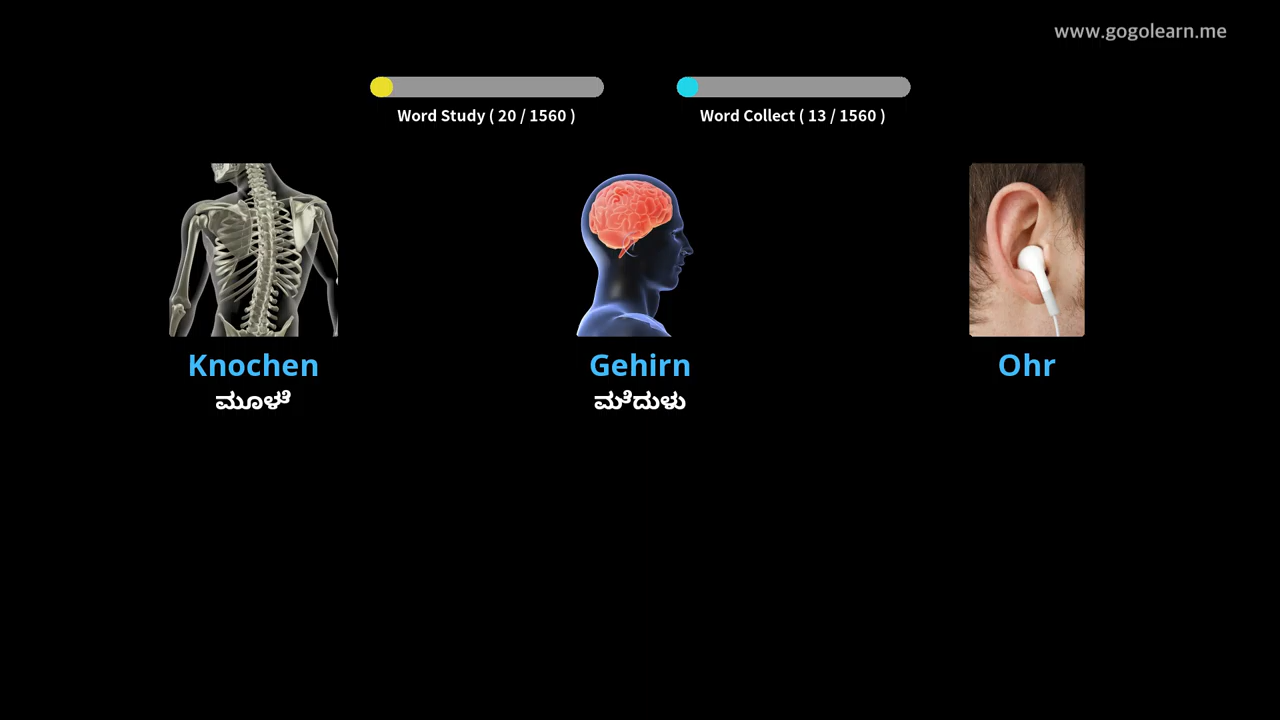 www.gogolearn.me
Word Study ( 20 / 1560 )
Word Collect ( 13 / 1560 )
Knochen
Gehirn
Ohr
ಮೂಳೆ
ಮೆದುಳು